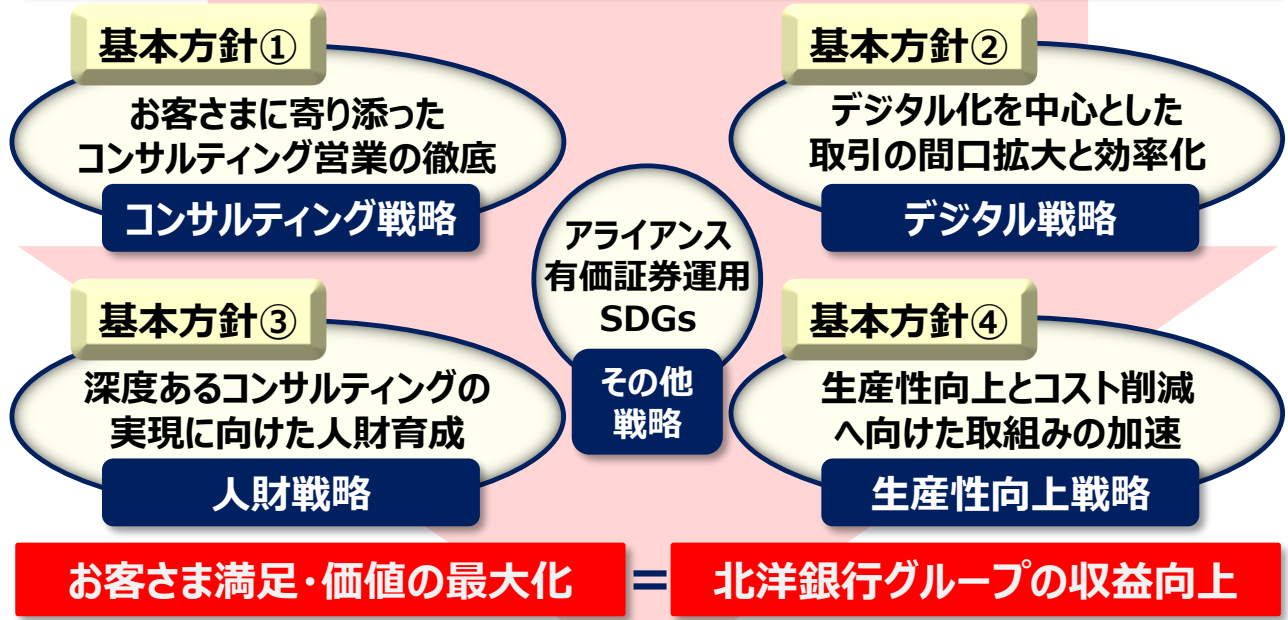 基本方針①
お客さまに寄り添った
コンサルティング営業の徹底
コンサルティング戦略
基本方針②
デジタル化を中心とした
取引の間口拡大と効率化
デジタル戦略
アライアンス
有価証券運用
SDGs
その他
戦略
基本方針③
深度あるコンサルティングの
実現に向けた人財育成
人財戦略
基本方針④
生産性向上とコスト削減
へ向けた取組みの加速
生産性向上戦略
お客さま満足・価値の最大化 = 北洋銀行グループの収益向上